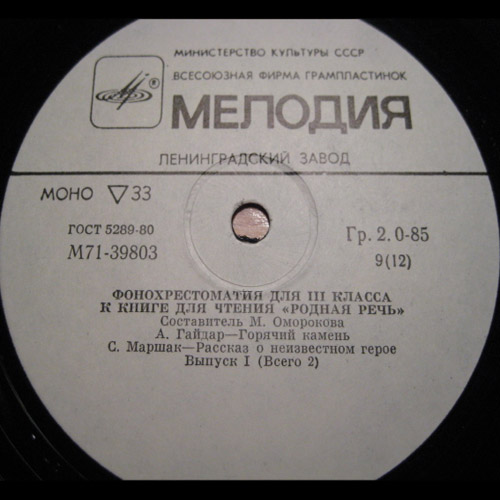 МИНИСТЕРСТВО КУЛЬТУРЫ СССР
ВСЕСОЮЗНАЯ ФИРМА ГРАМПЛАСТИНОК
® МЕЛОДИЯ
ЛЕНИНГРАДСКИЙ ЗАВОД
МОНО ▽ 33
ГОСТ 5289-80
М71-39803
Гр. 2. 0-85
9 (12)
ФОНОХРЕСТОМАТИЯ ДЛЯ III КЛАССА
К КНИГЕ ДЛЯ ЧТЕНИЯ «РОДНАЯ РЕЧЬ»
Составитель М. Оморокова
А. Гайдар—Горячий камень
С. Маршак—Рассказ о неизвестном герое
Выпуск I (Всего 2)